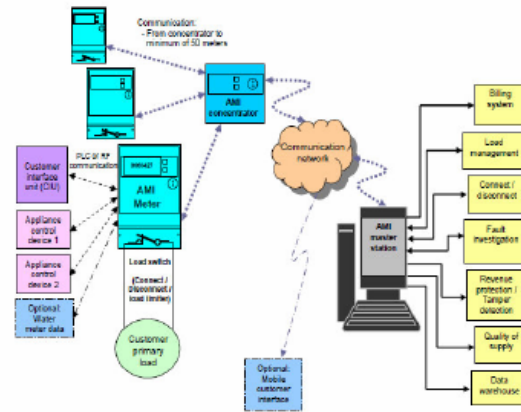 Communication:
- From concentrator to
minimum of 50 meters
AMI
concentrator
Communication /
network
PLC or RF
communication
Customer
interface
unit (CIU)
Appliance
control
device 1
Appliance
control
device 2
Optional:
Water
meter data
AMI
Meter
Load switch
(Connect /
Disconnect /
load limiter)
Customer
primary
load
Optional:
Mobile
customer
interface
AMI
master
station
Billing
system
Load
management
Connect /
disconnect
Fault
investigation
Revenue
protection /
Tamper
detection
Quality of
supply
Data
warehouse